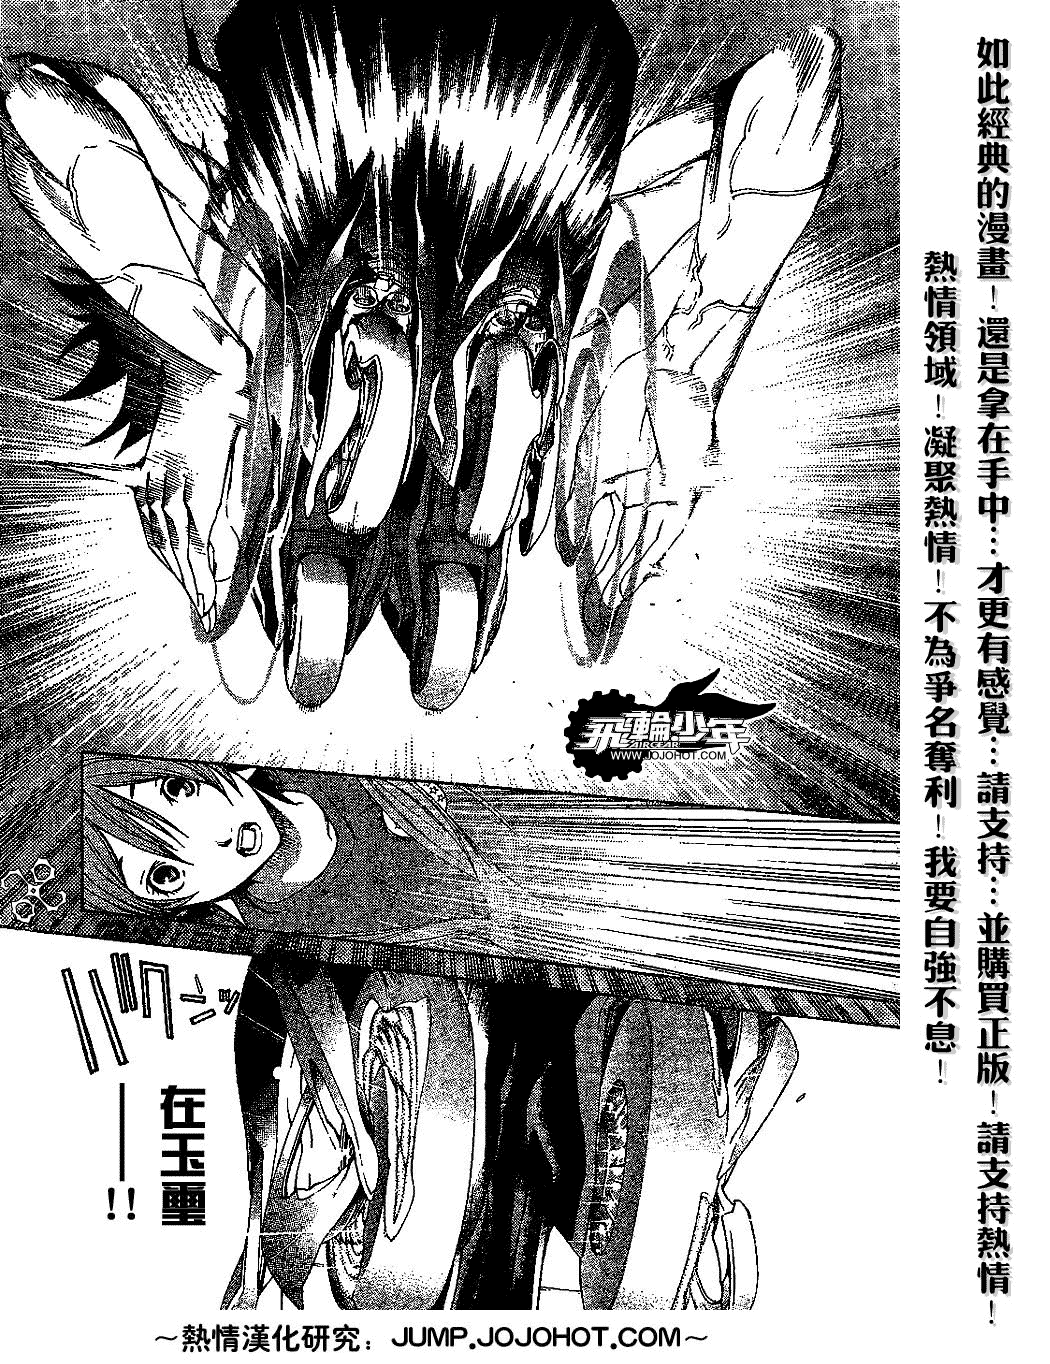 如此經典的漫畫！還是拿在手中……才更有感覺…請支持…並購買正版！請支持熱情！
熱情領域！凝聚熱情！不為爭名奪利！我要自強不息！
飛輪少年
AIRGEAR
WWW.JOJOHOT.COM
在玉璽
——!!
～熱情漢化研究：JUMP.JOJOHOT.COM～